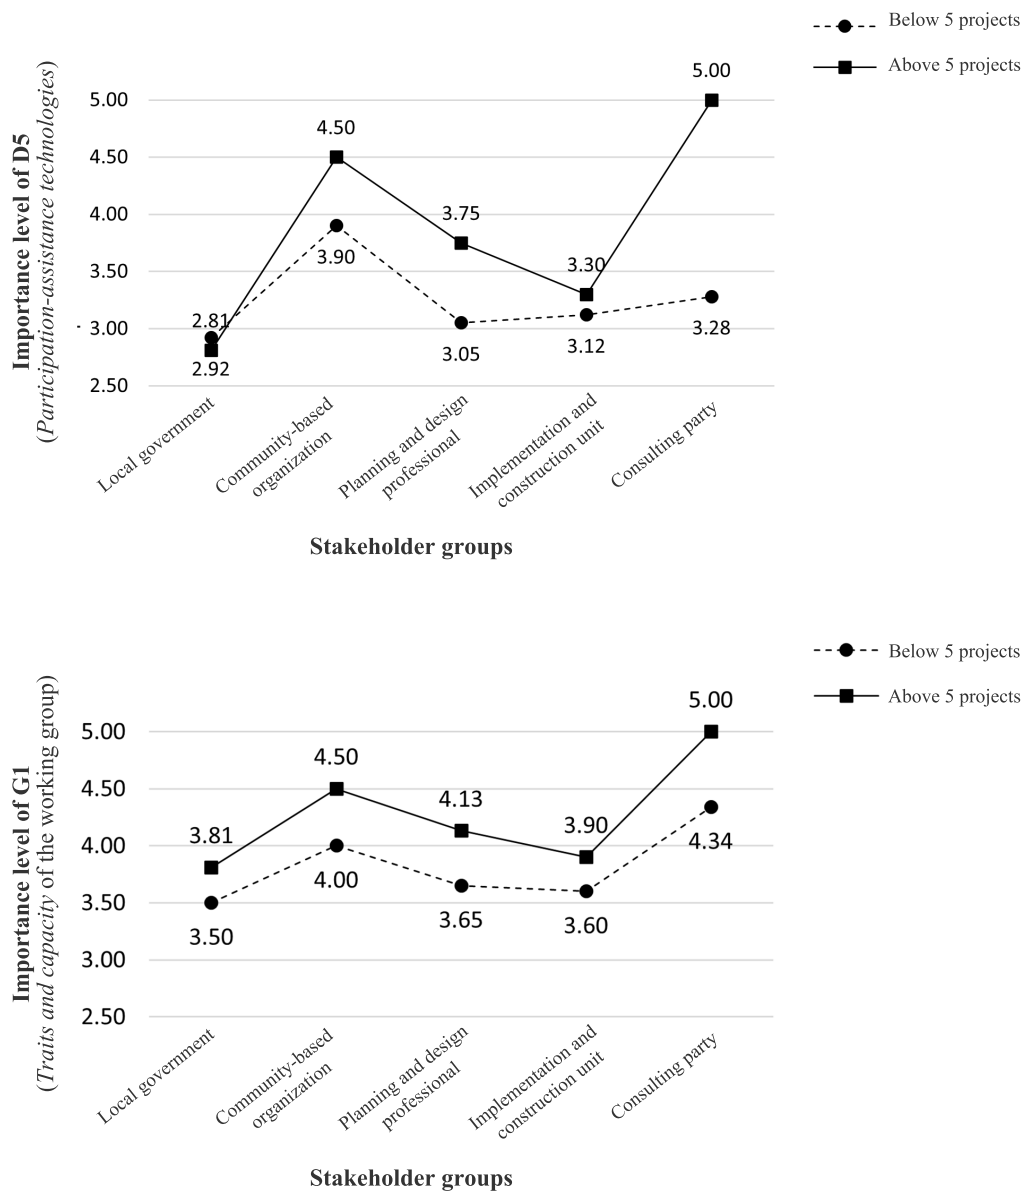 Below 5 projects
Above 5 projects
Importance level of D5
(Participation-assistance technologies)
5.00
4.50
4.00
3.50
3.00
2.50
2.81
2.92
4.50
3.90
3.75
3.05
3.30
3.12
5.00
3.28
Local government
Community-based
organization
Planning and design
professional
Implementation and
construction unit
Consulting party
Stakeholder groups
Below 5 projects
Above 5 projects
Importance level of G1
(Traits and capacity of the working group)
5.00
4.50
4.00
3.50
3.00
2.50
3.81
3.50
4.50
4.00
4.13
3.65
3.90
3.60
5.00
4.34
Local government
Community-based
organization
Planning and design
professional
Implementation and
construction unit
Consulting party
Stakeholder groups